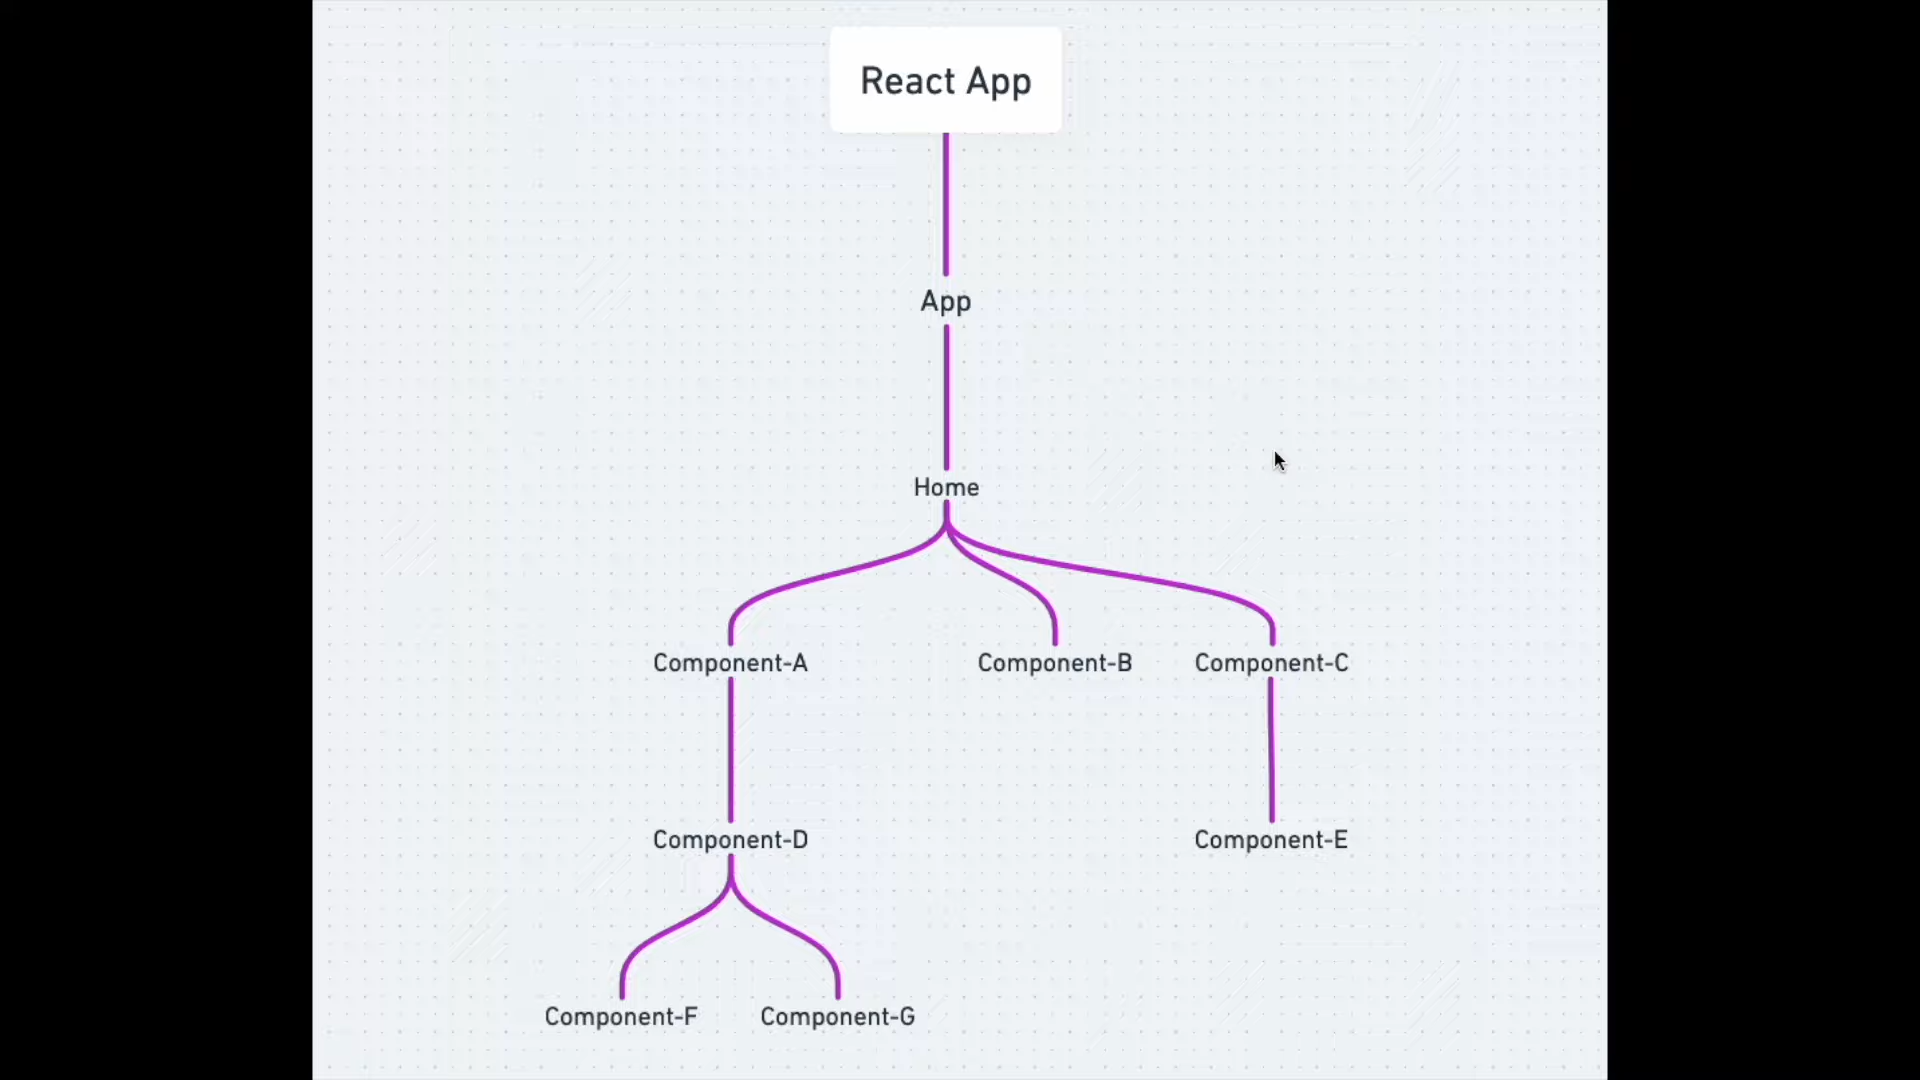 React App
App
Home
Component-A
Component-B
Component-C
Component-D
Component-E
Component-F
Component-G